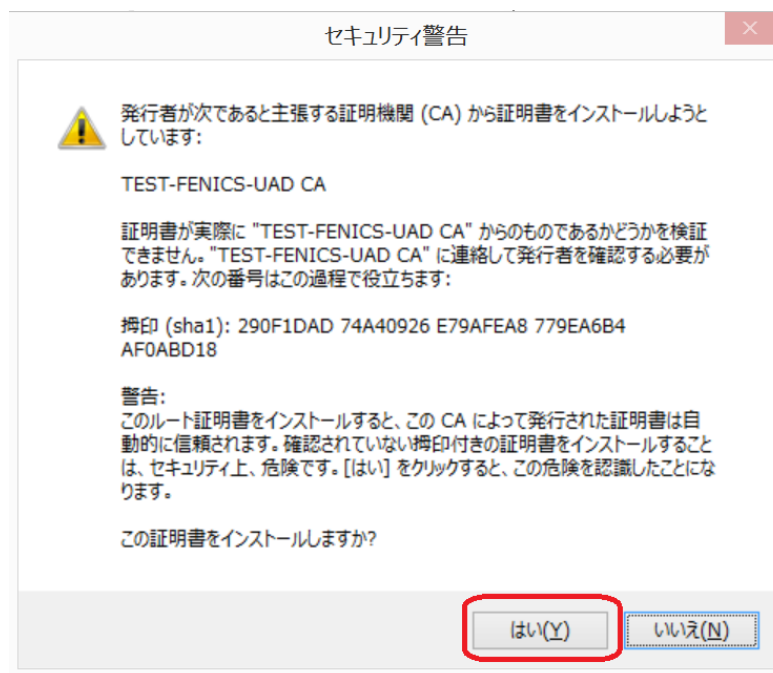 セキュリティ警告
発行者が次であると主張する証明機関 (CA) から証明書をインストールしようと
しています:
TEST-FENICS-UAD CA
証明書が実際に "TEST-FENICS-UAD CA" からのものであるかどうかを検証
できません。"TEST-FENICS-UAD CA" に連絡して発行者を確認する必要が
あります。次の番号はこの過程で役立ちます:
拇印 (sha1): 290F1DAD 74A40926 E79AFEA8 779EA6B4
AF0ABD18
警告:
このルート証明書をインストールすると、この CA によって発行された証明書は自
動的に信頼されます。確認されていない拇印付きの証明書をインストールすること
は、セキュリティ上、危険です。[はい] をクリックすると、この危険を認識したことにな
ります。
この証明書をインストールしますか?
はい(Y) いいえ(N)